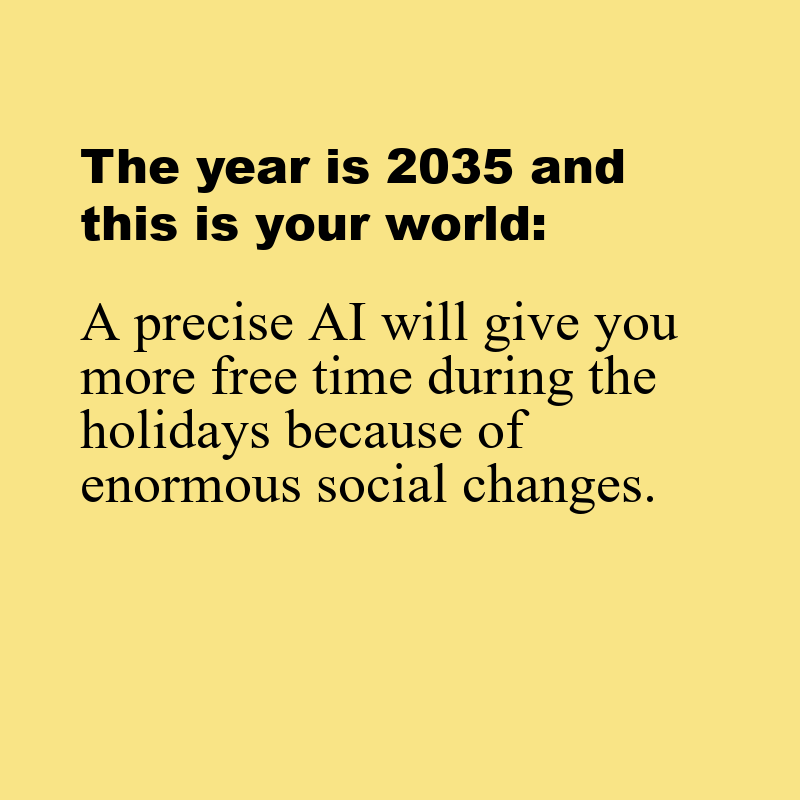 The year is 2035 and
this is your world:
A precise AI will give you
more free time during the
holidays because of
enormous social changes.